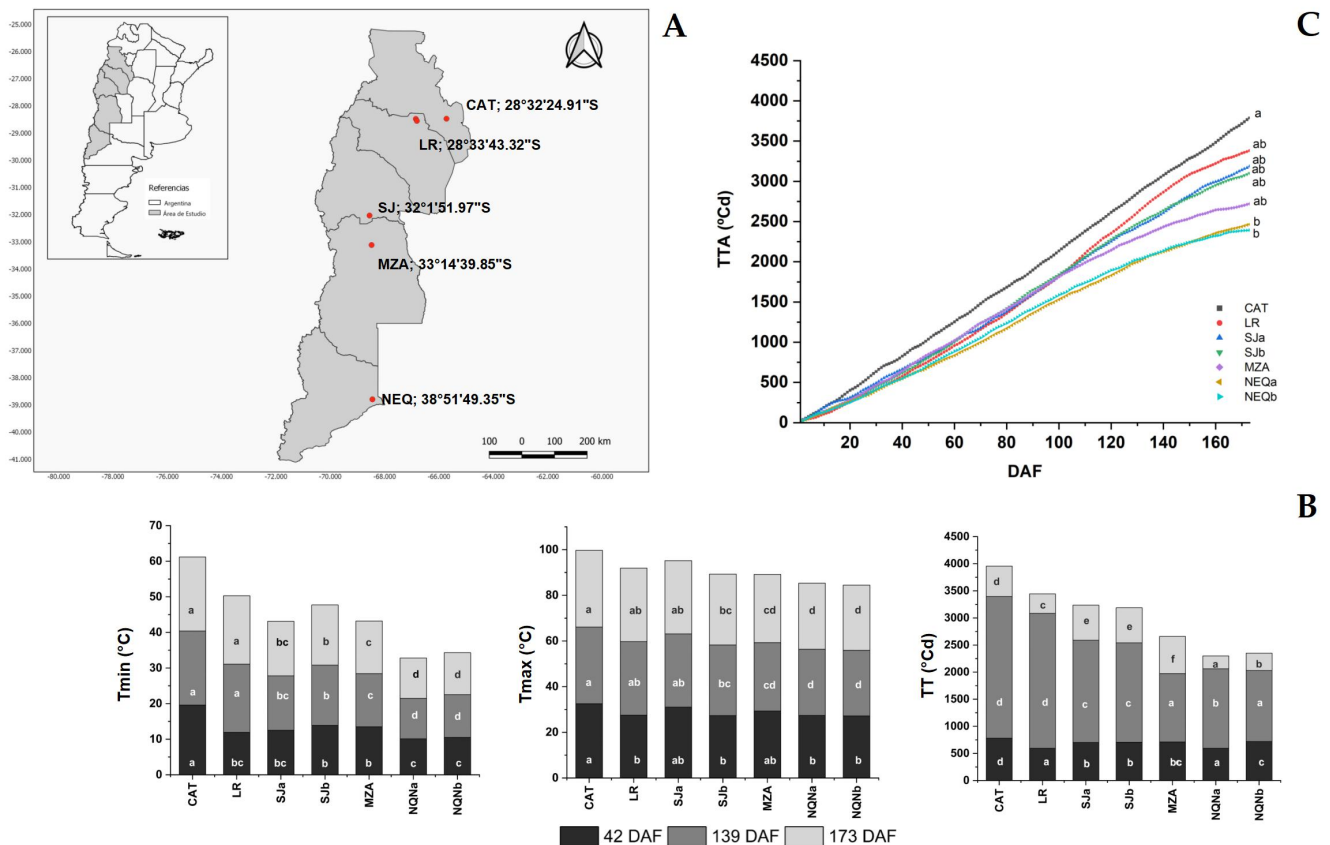 A
-25.000
-26.000
-27.000
-28.000
-29.000
-30.000
-31.000
-32.000
-33.000
-34.000
-35.000
-36.000
-37.000
-38.000
-39.000
-40.000
-41.000
-80.000 -78.000 -76.000 -74.000 -72.000 -70.000 -68.000 -66.000 -64.000 -62.000 -60.000
Referencias
Argentina
Área de Estudio
CAT; 28°32'24.91"S
LR; 28°33'43.32"S
SJ; 32°1'51.97"S
MZA; 33°14'39.85"S
NEQ; 38°51'49.35"S
100 0 100 200 km
C
TTA (ºCd)
4500
4000
3500
3000
2500
2000
1500
1000
500
0
20 40 60 80 100 120 140 160
DAF
a
ab
ab
ab
ab
ab
b
b
CAT
LR
SJa
SJb
MZA
NEQa
NEQb
B
Tmin (°C)
70
60
50
40
30
20
10
0
a a bc b c d d
a a bc b c d d
a bc bc b b c c
CAT LR SJa SJb MZA NQNa NQNb
Tmax (°C)
100
80
60
40
20
0
a ab ab bc cd d d
a ab ab bc cd d d
a b ab b ab b b
CAT LR SJa SJb MZA NQNa NQNb
TT (°Cd)
4500
4000
3500
3000
2500
2000
1500
1000
500
0
d c e e f a b
d d c c a b a
d a b b bc a c
CAT LR SJa SJb MZA NQNa NQNb
42 DAF 139 DAF 173 DAF